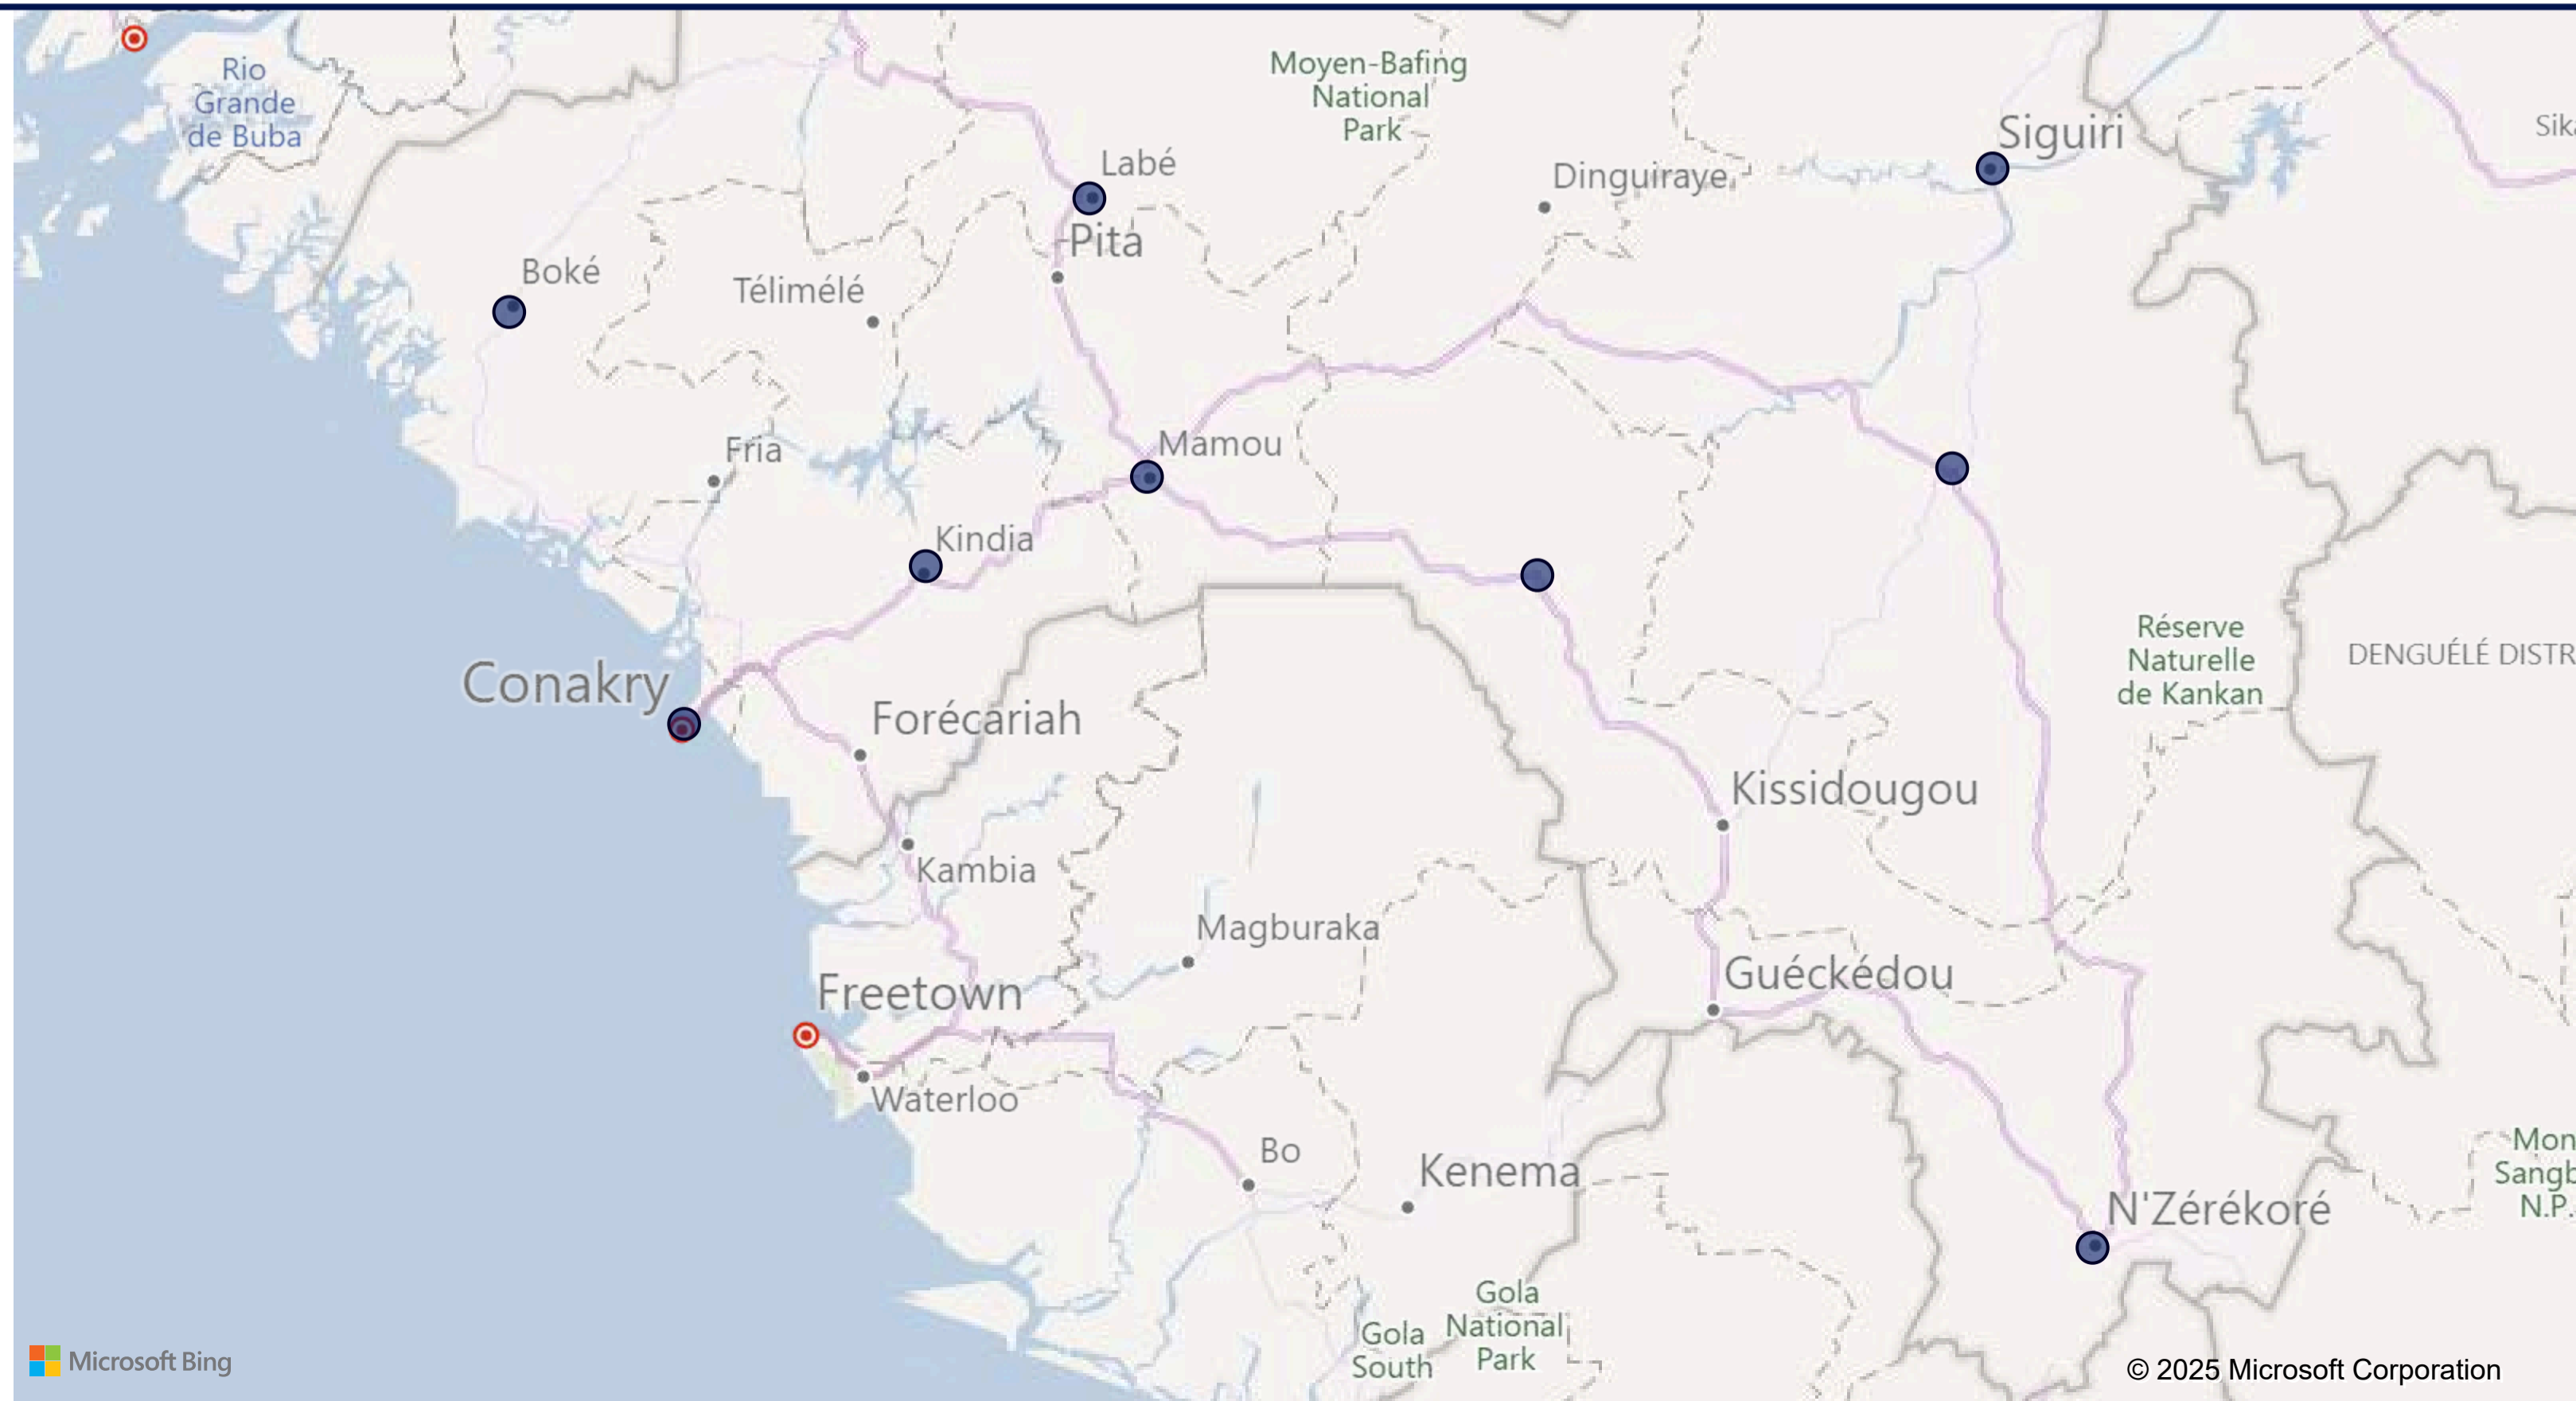 Rio
Grande
de Buba
Moyen-Bafing
National
Park
Siguiri
Labé
Dinguiraye
Pita
Boké
Télimélé
Mamou
Fria
Kindia
Réserve
Naturelle
de Kankan
DENGUÉLÉ DISTR
Conakry
Forécariah
Kissidougou
Kambia
Magburaka
Guéckédou
Freetown
Waterloo
Bo
Kenema
Mon
Sangb
N.P.
N'Zérékoré
Gola
National
Park
Gola
South
Microsoft Bing
© 2025 Microsoft Corporation